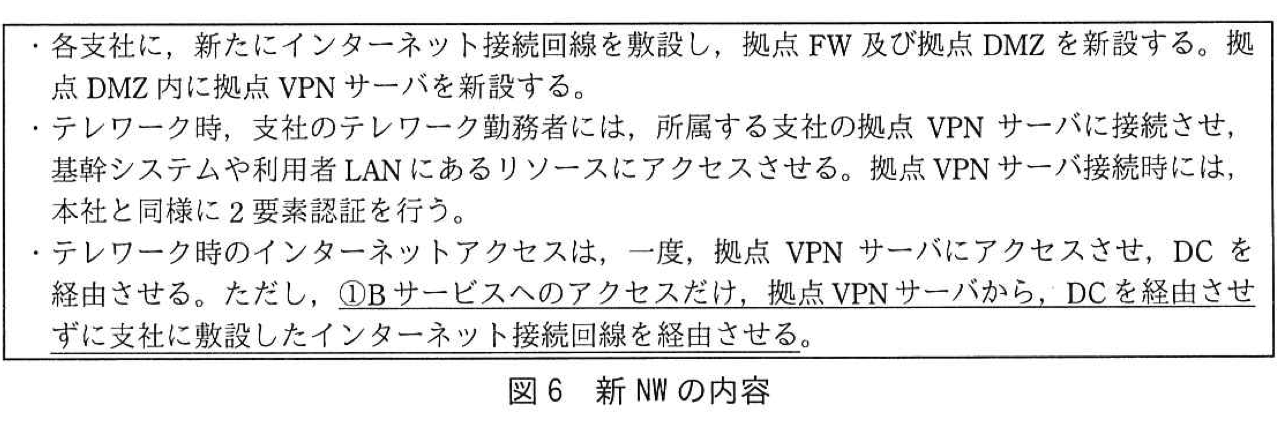 ・各支社に，新たにインターネット接続回線を敷設し，拠点 FW 及び拠点 DMZ を新設する。拠
点 DMZ 内に拠点 VPN サーバを新設する。
・テレワーク時，支社のテレワーク勤務者には，所属する支社の拠点 VPN サーバに接続させ，
基幹システムや利用者 LAN にあるリソースにアクセスさせる。拠点 VPN サーバ接続時には，
本社と同様に 2 要素認証を行う。
・テレワーク時のインターネットアクセスは，一度，拠点 VPN サーバにアクセスさせ，DC を
経由させる。ただし，①B サービスへのアクセスだけ，拠点 VPN サーバから，DC を経由させ
ずに支社に敷設したインターネット接続回線を経由させる。
図 6 新 NW の内容